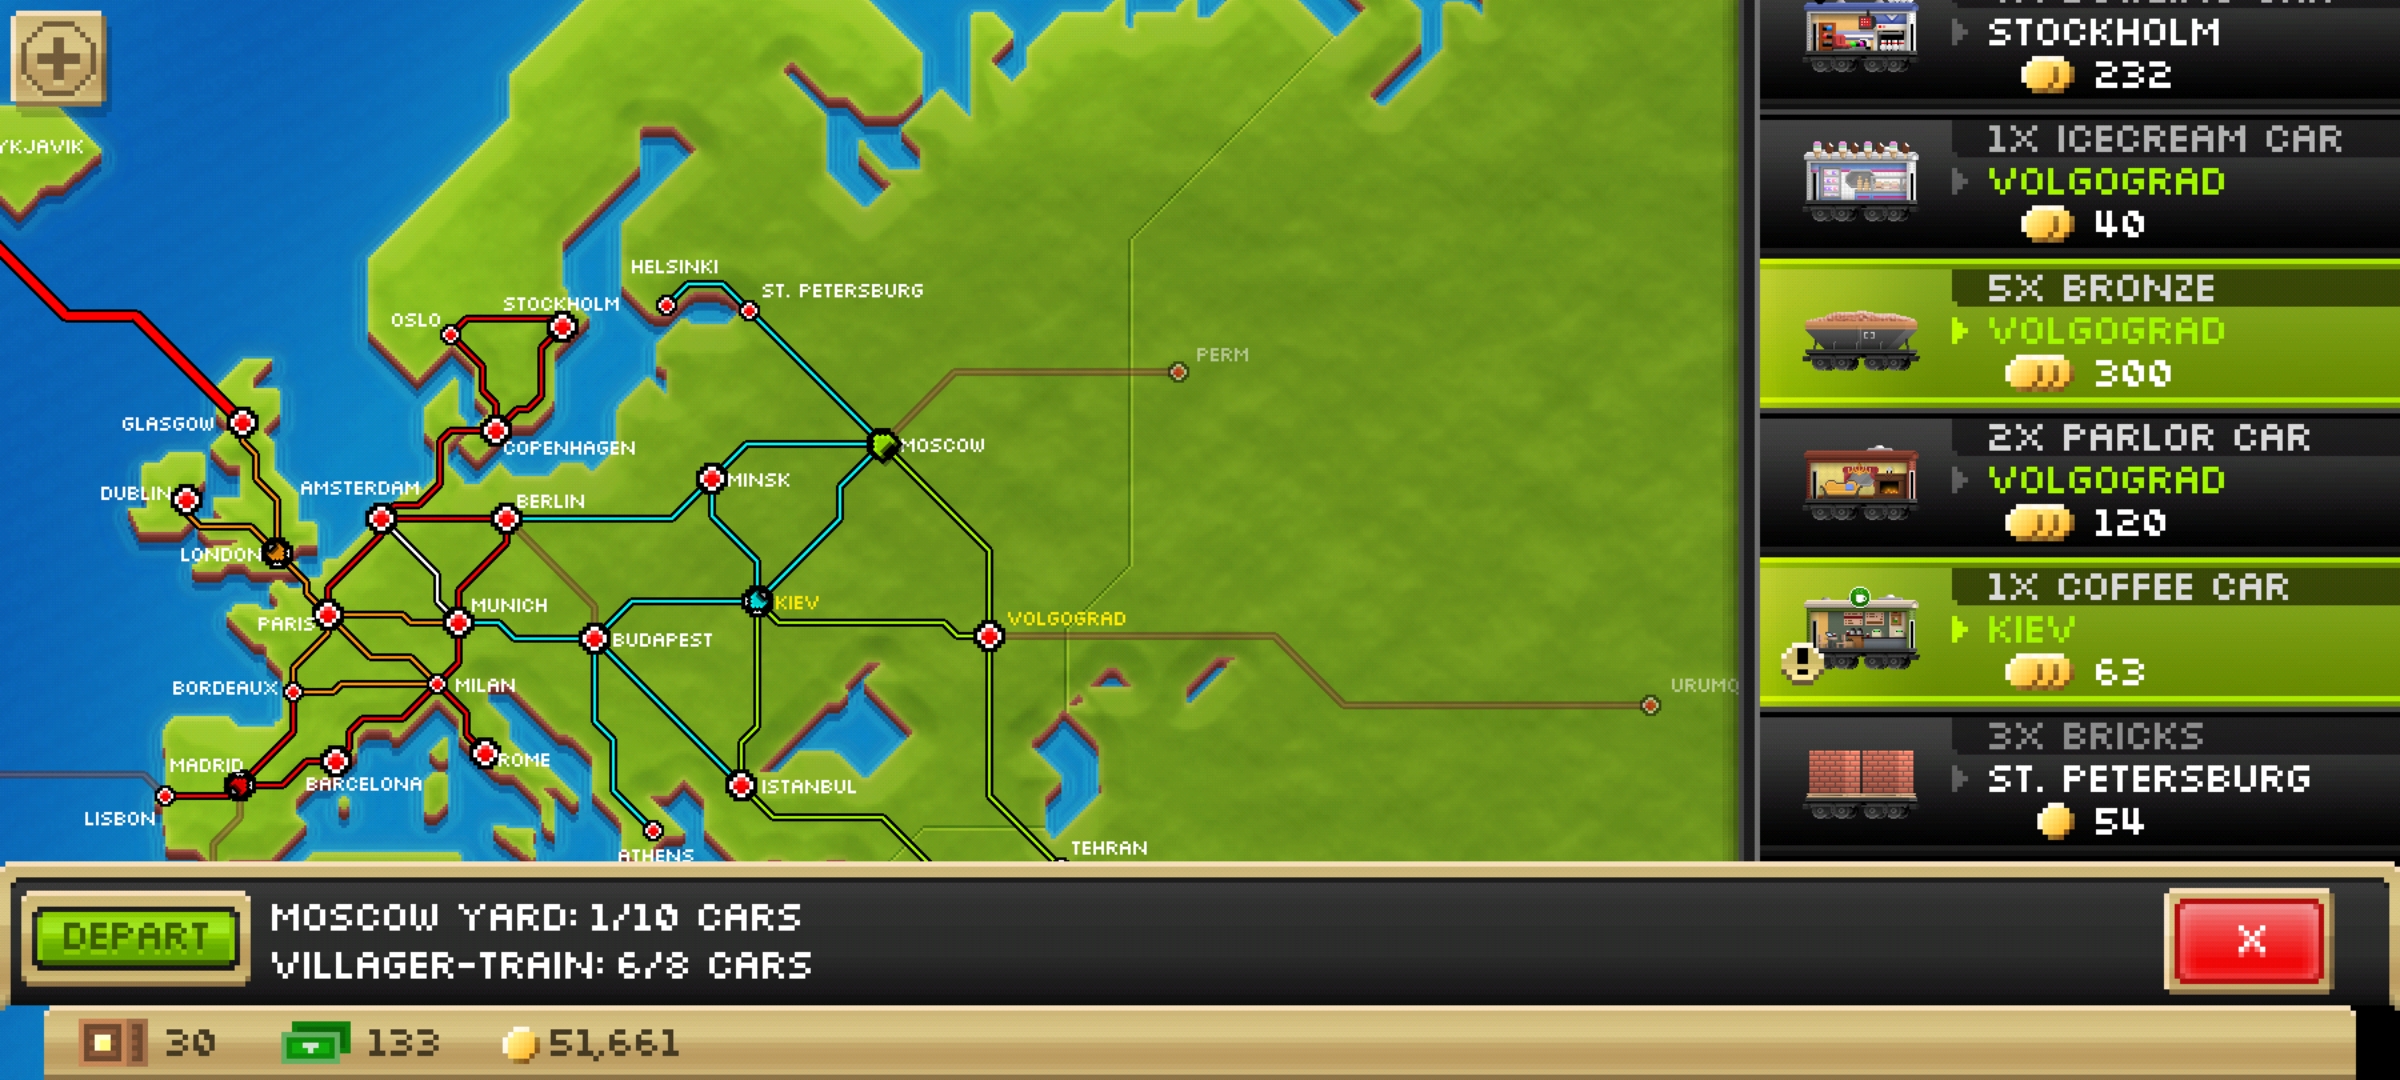 YKJAVIK
HELSINKI
ST. PETERSBURG
STOCKHOLM
OSLO
PERM
GLASGOW
COPENHAGEN
MOSCOW
DUBLIN
AMSTERDAM
BERLIN
MINSK
LONDON
MUNICH
KIEV
PARIS
VOLGOGRAD
BUDAPEST
BORDEAUX
MILAN
URUMQ
MADRID
BARCELONA
ROME
ISTANBUL
LISBON
ATHENS
TEHRAN
STOCKHOLM
232
1X ICECREAM CAR
VOLGOGRAD
40
5X BRONZE
VOLGOGRAD
300
2X PARLOR CAR
VOLGOGRAD
120
1X COFFEE CAR
KIEV
63
3X BRICKS
ST. PETERSBURG
54
DEPART
MOSCOW YARD: 1/10 CARS
VILLAGER-TRAIN: 6/8 CARS
X
30
133
51,661